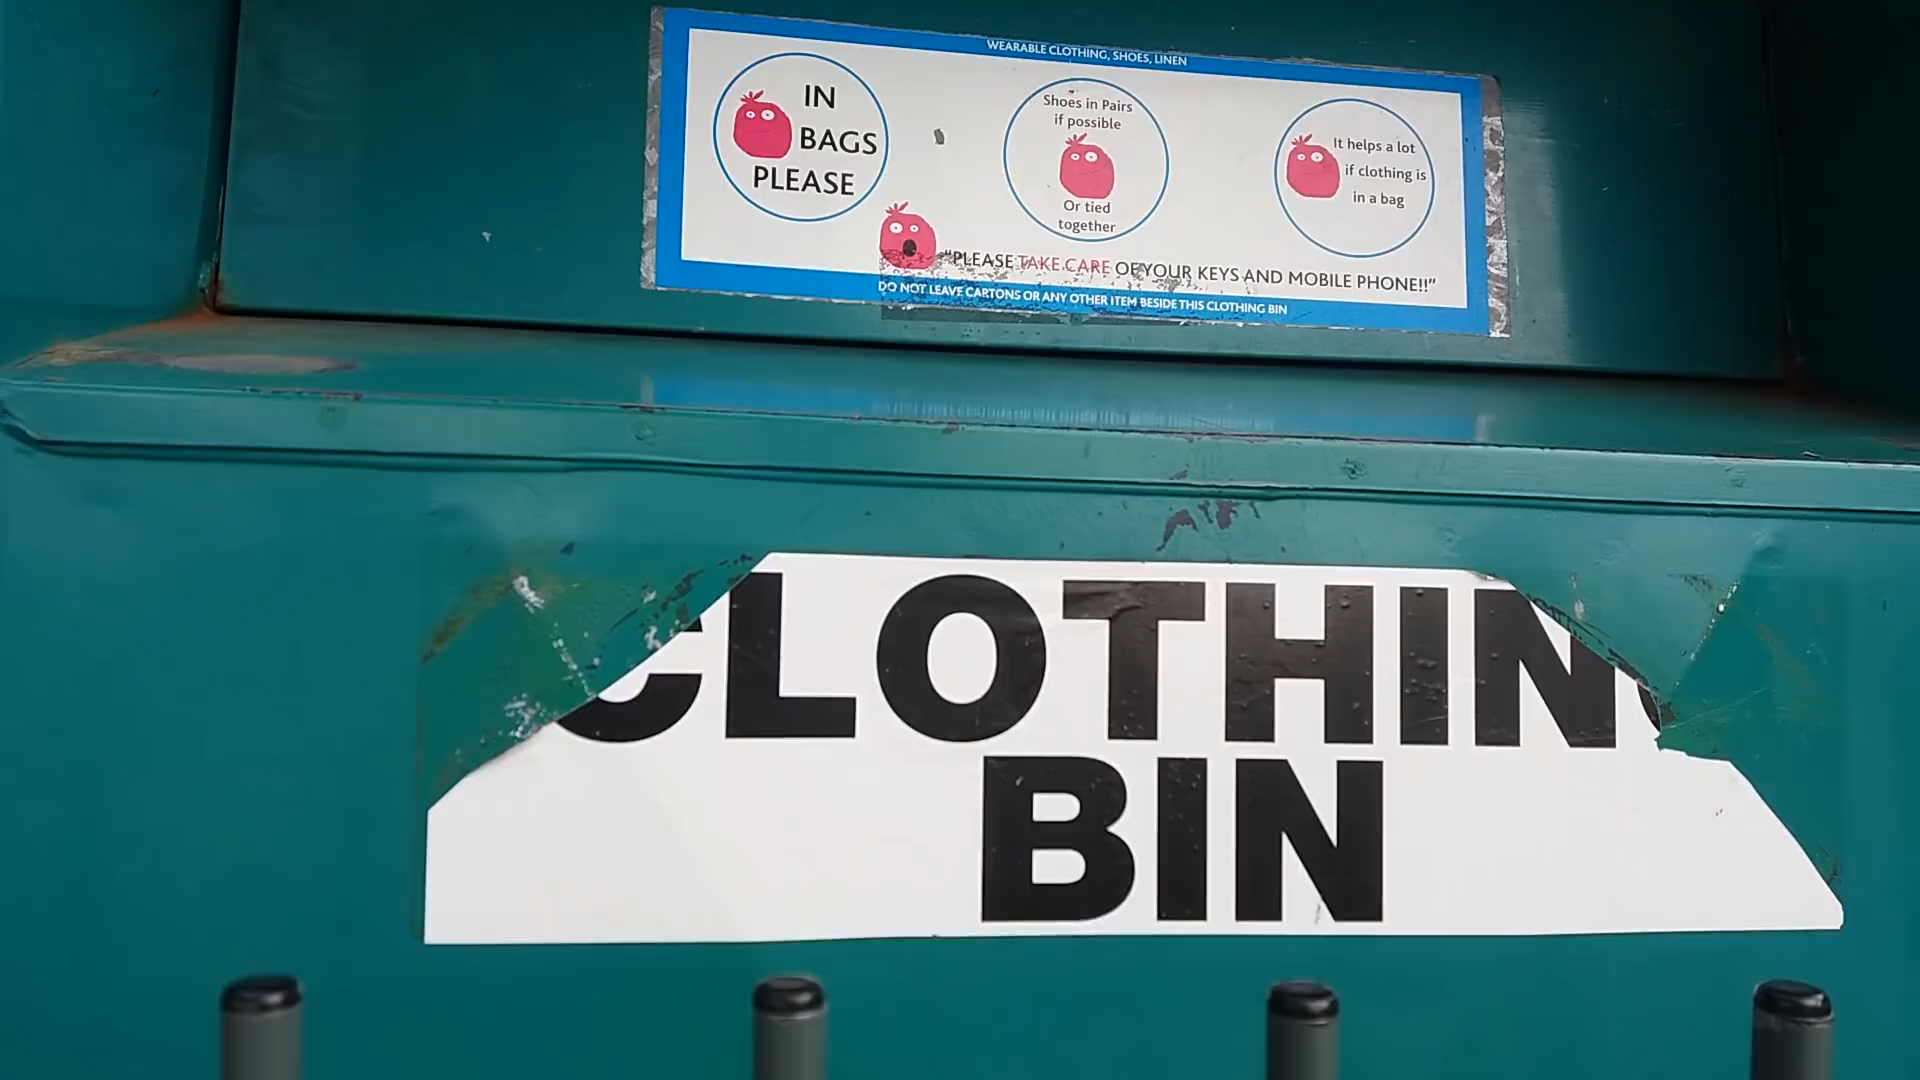 WEARABLE CLOTHING, SHOES, LINEN
IN
BAGS
PLEASE
Shoes in Pairs
if possible
Or tied
together
It helps a lot
if clothing is
in a bag
"PLEASE TAKE CARE OF YOUR KEYS AND MOBILE PHONE!!"
DO NOT LEAVE CARTONS OR ANY OTHER ITEM BESIDE THIS CLOTHING BIN
CLOTHIN
BIN